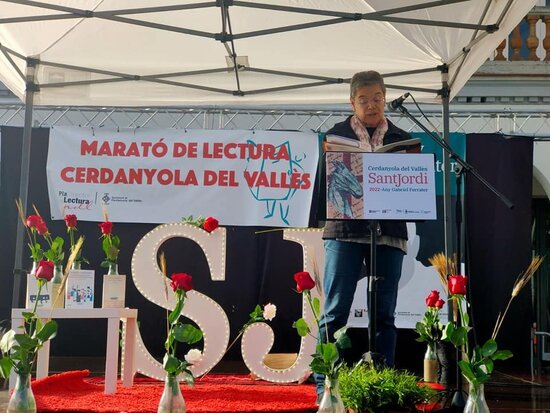 MARATÓ DE LECTURA
CERDANYOLA DEL VALLÈS
Pla
Lectura
Cerdanyola del Vallès
SantJordi
2022·Any Gabriel Ferrater
SJ